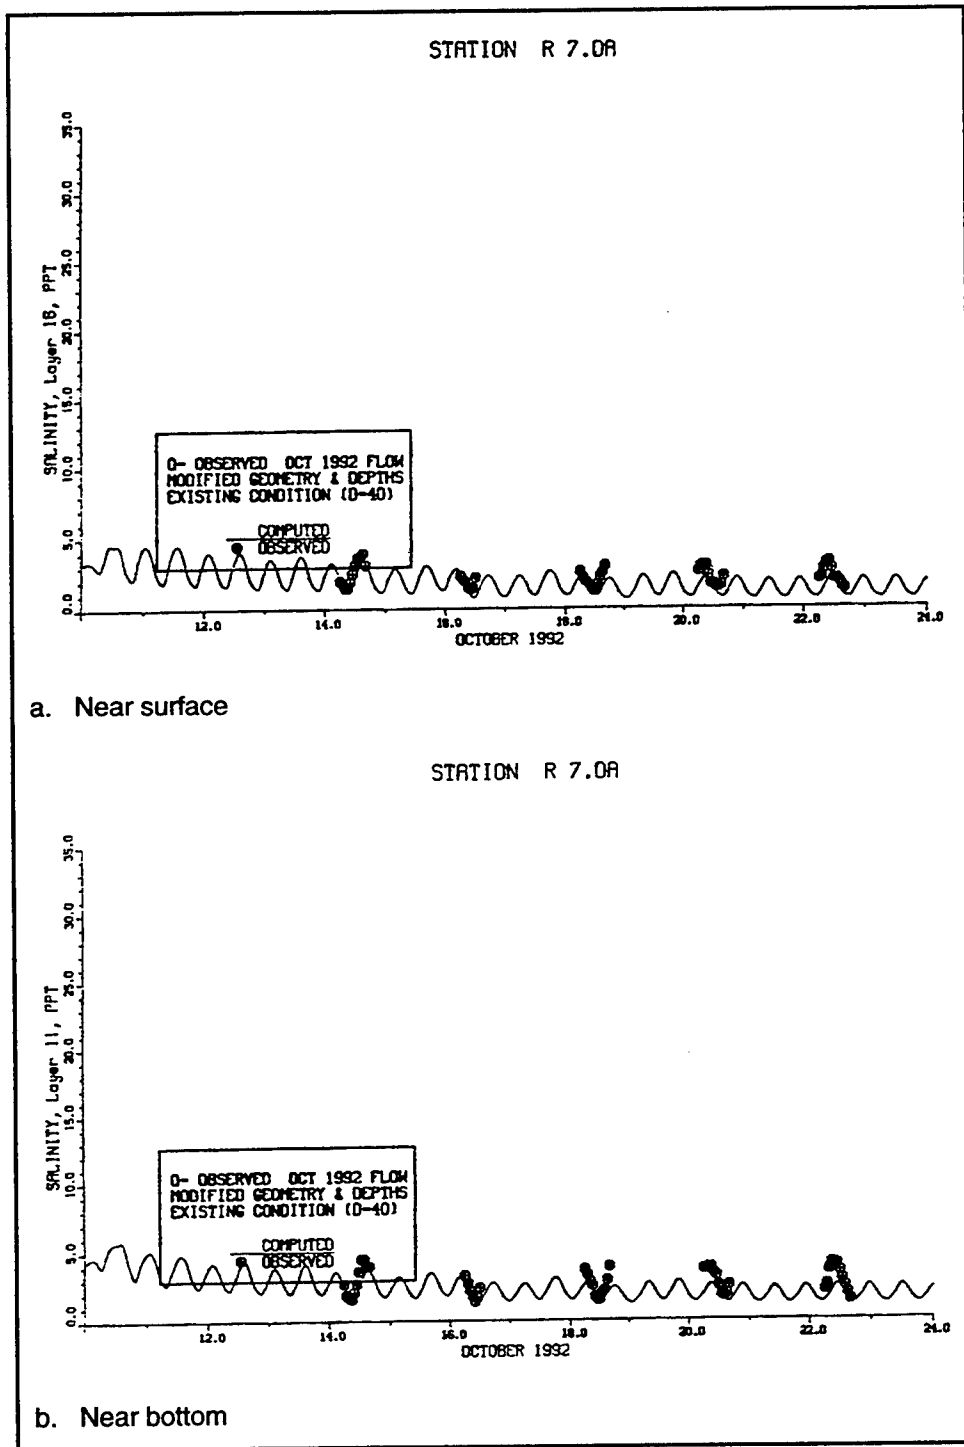 STATION R 7.0A
35.0
30.0
25.0
20.0
15.0
10.0
5.0
0.0
SALINITY, Layer 16, PPT
O- OBSERVED OCT 1992 FLOW
MODIFIED GEOMETRY & DEPTHS
EXISTING CONDITION (D-40)
COMPUTED
OBSERVED
12.0 14.0 16.0 18.0 20.0 22.0 24.0
OCTOBER 1992
a. Near surface
STATION R 7.0A
35.0
30.0
25.0
20.0
15.0
10.0
5.0
0.0
SALINITY, Layer 11, PPT
O- OBSERVED OCT 1992 FLOW
MODIFIED GEOMETRY & DEPTHS
EXISTING CONDITION (D-40)
COMPUTED
OBSERVED
12.0 14.0 16.0 18.0 20.0 22.0 24.0
OCTOBER 1992
b. Near bottom